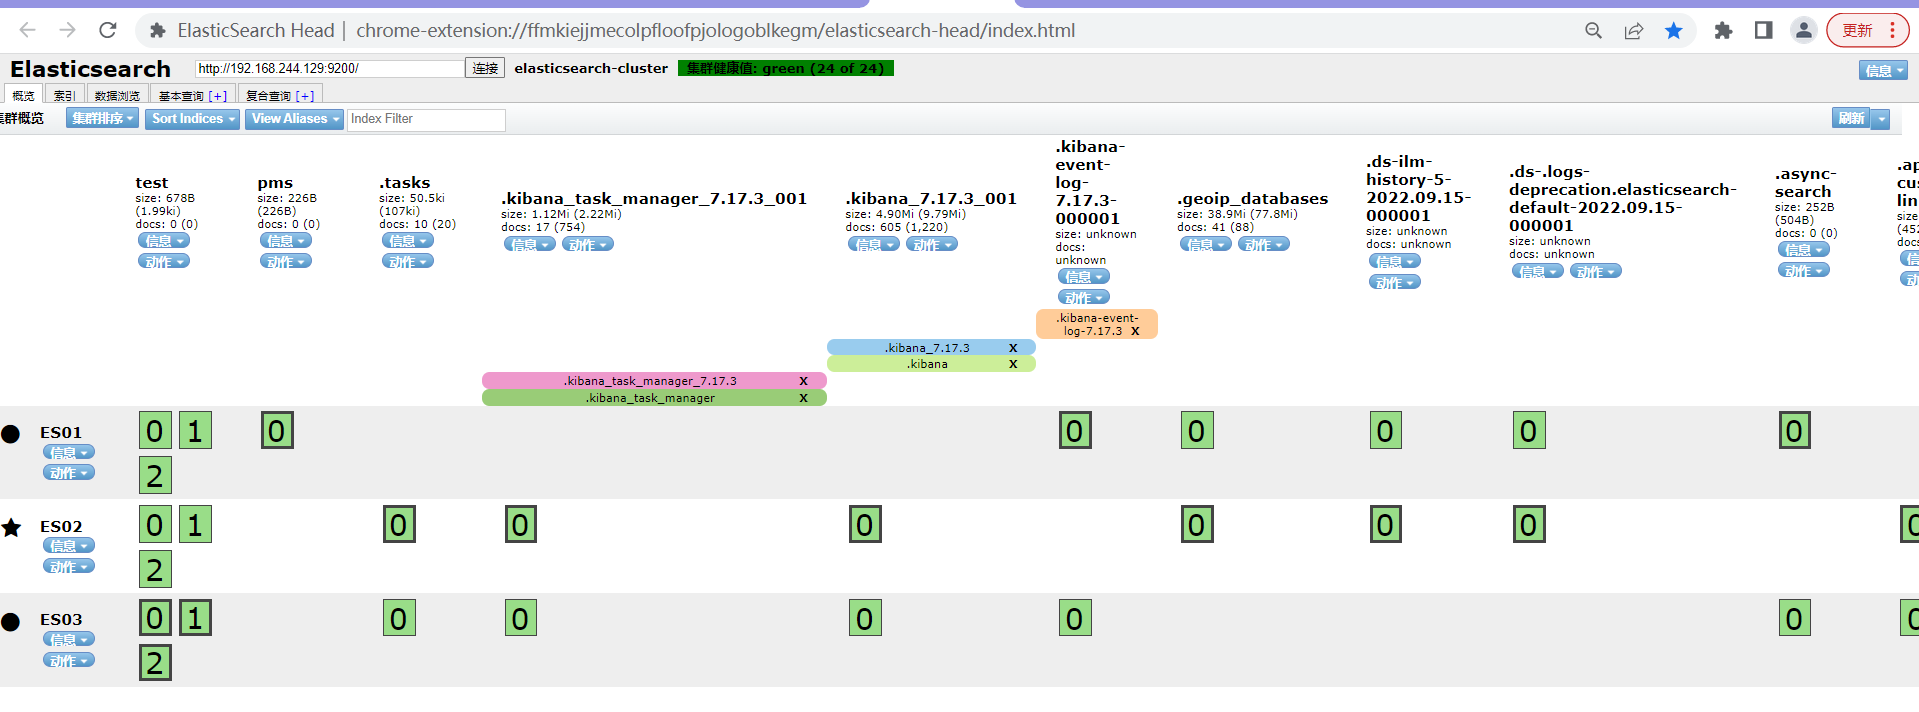 ElasticSearch Head | chrome-extension://ffmkiejjmecolpfloofpjologoblkegm/elasticsearch-head/index.html
更新
Elasticsearch
http://192.168.244.129:9200/
连接
elasticsearch-cluster
集群健康值: green (24 of 24)
信息
概览
索引
数据浏览
基本查询 [+]
复合查询 [+]
集群概览
集群排序
Sort Indices
View Aliases
Index Filter
刷新
test
size: 678B
(1.99ki)
docs: 0 (0)
信息
动作
pms
size: 226B
(226B)
docs: 0 (0)
信息
动作
.tasks
size: 50.5ki
(107ki)
docs: 10 (20)
信息
动作
.kibana_task_manager_7.17.3_001
size: 1.12Mi (2.22Mi)
docs: 17 (754)
信息 动作
.kibana_7.17.3_001
size: 4.90Mi (9.79Mi)
docs: 605 (1,220)
信息 动作
.kibana-
event-
log-
7.17.3-
000001
size: unknown
docs:
unknown
信息
动作
.geoip_databases
size: 38.9Mi (77.8Mi)
docs: 41 (88)
信息 动作
.ds-ilm-
history-5-
2022.09.15-
000001
size: unknown
docs: unknown
信息
动作
.ds-.logs-
deprecation.elasticsearch-
default-2022.09.15-
000001
size: unknown
docs: unknown
信息 动作
.async-
search
size: 252B
(504B)
docs: 0 (0)
信息
动作
.ap
cus
lin
size
(452
docs
.kibana-event-
log-7.17.3 X
.kibana_7.17.3 X
.kibana X
.kibana_task_manager_7.17.3 X
.kibana_task_manager X
ES01
信息
动作
0 1 0 0 0 0 0 0
2
ES02
信息
动作
0 1 0 0 0 0 0 0 0
2
ES03
信息
动作
0 1 0 0 0 0 0 0
2